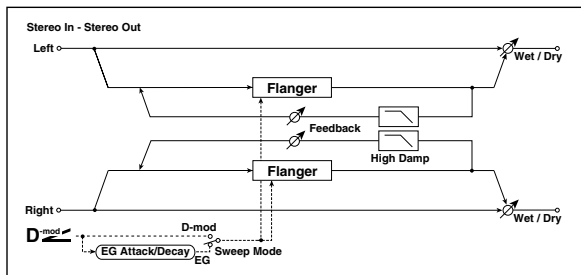 Stereo In - Stereo Out
Left
Wet / Dry
Flanger
Feedback
High Damp
Flanger
Right
Wet / Dry
D-mod
D-mod
EG Attack/Decay
EG
Sweep Mode